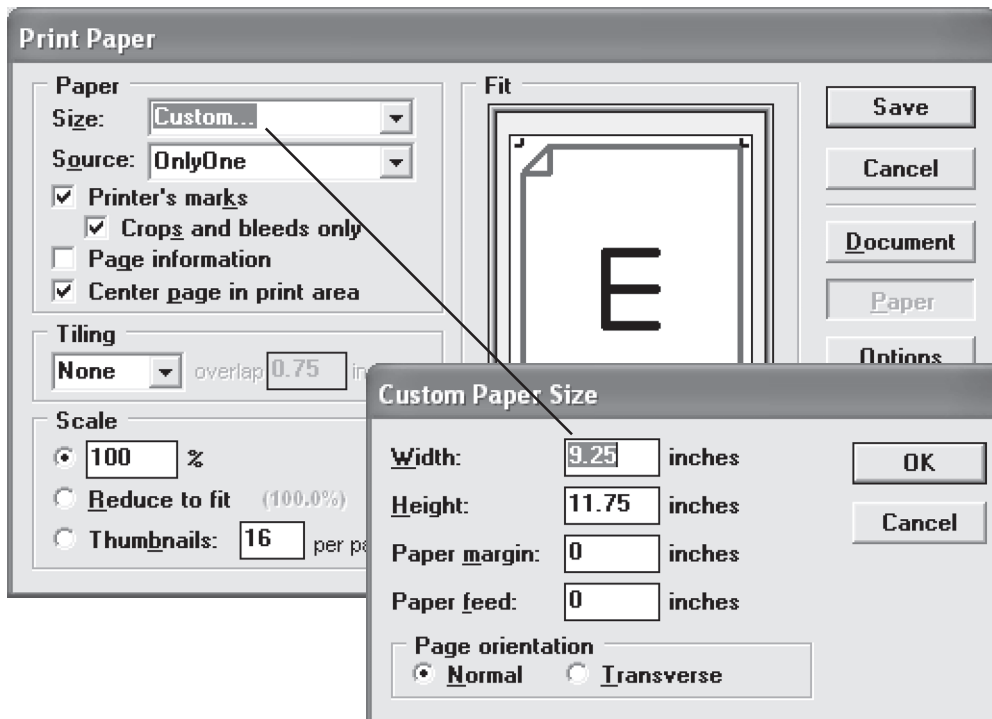 Print Paper
Paper
Size: Custom...
Source: OnlyOne
Printer's marks
Crops and bleeds only
Page information
Center page in print area
Tiling
None overlap 0.75
Scale
100 %
Reduce to fit (100.0%)
Thumbnails: 16 per
Fit
E
Save
Cancel
Document
Paper
Options
Custom Paper Size
Width: 9.25 inches
Height: 11.75 inches
Paper margin: 0 inches
Paper feed: 0 inches
Page orientation
Normal Transverse
OK
Cancel